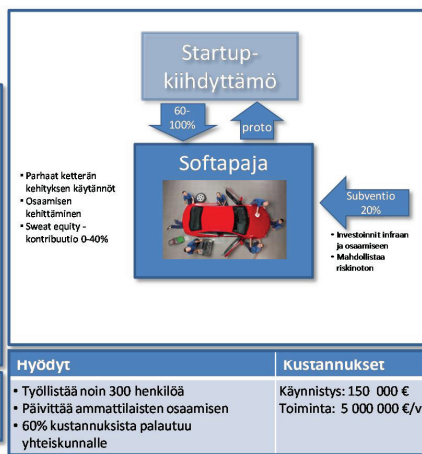 Startup-
kiihdyttämö
60-
100%
proto
Softapaja
• Parhaat ketterän
kehityksen käytännöt
• Osaamisen
kehittäminen
• Sweat equity -
kontribuutio 0-40%
Subventio
20%
• Investoinnit infraan
ja osaamiseen
• Mahdollistaa
riskinoton
Hyödyt
• Työllistää noin 300 henkilöä
• Päivittää ammattilaisten osaamisen
• 60% kustannuksista palautuu
yhteiskunnalle
Kustannukset
Käynnistys: 150 000 €
Toiminta: 5 000 000 €/v